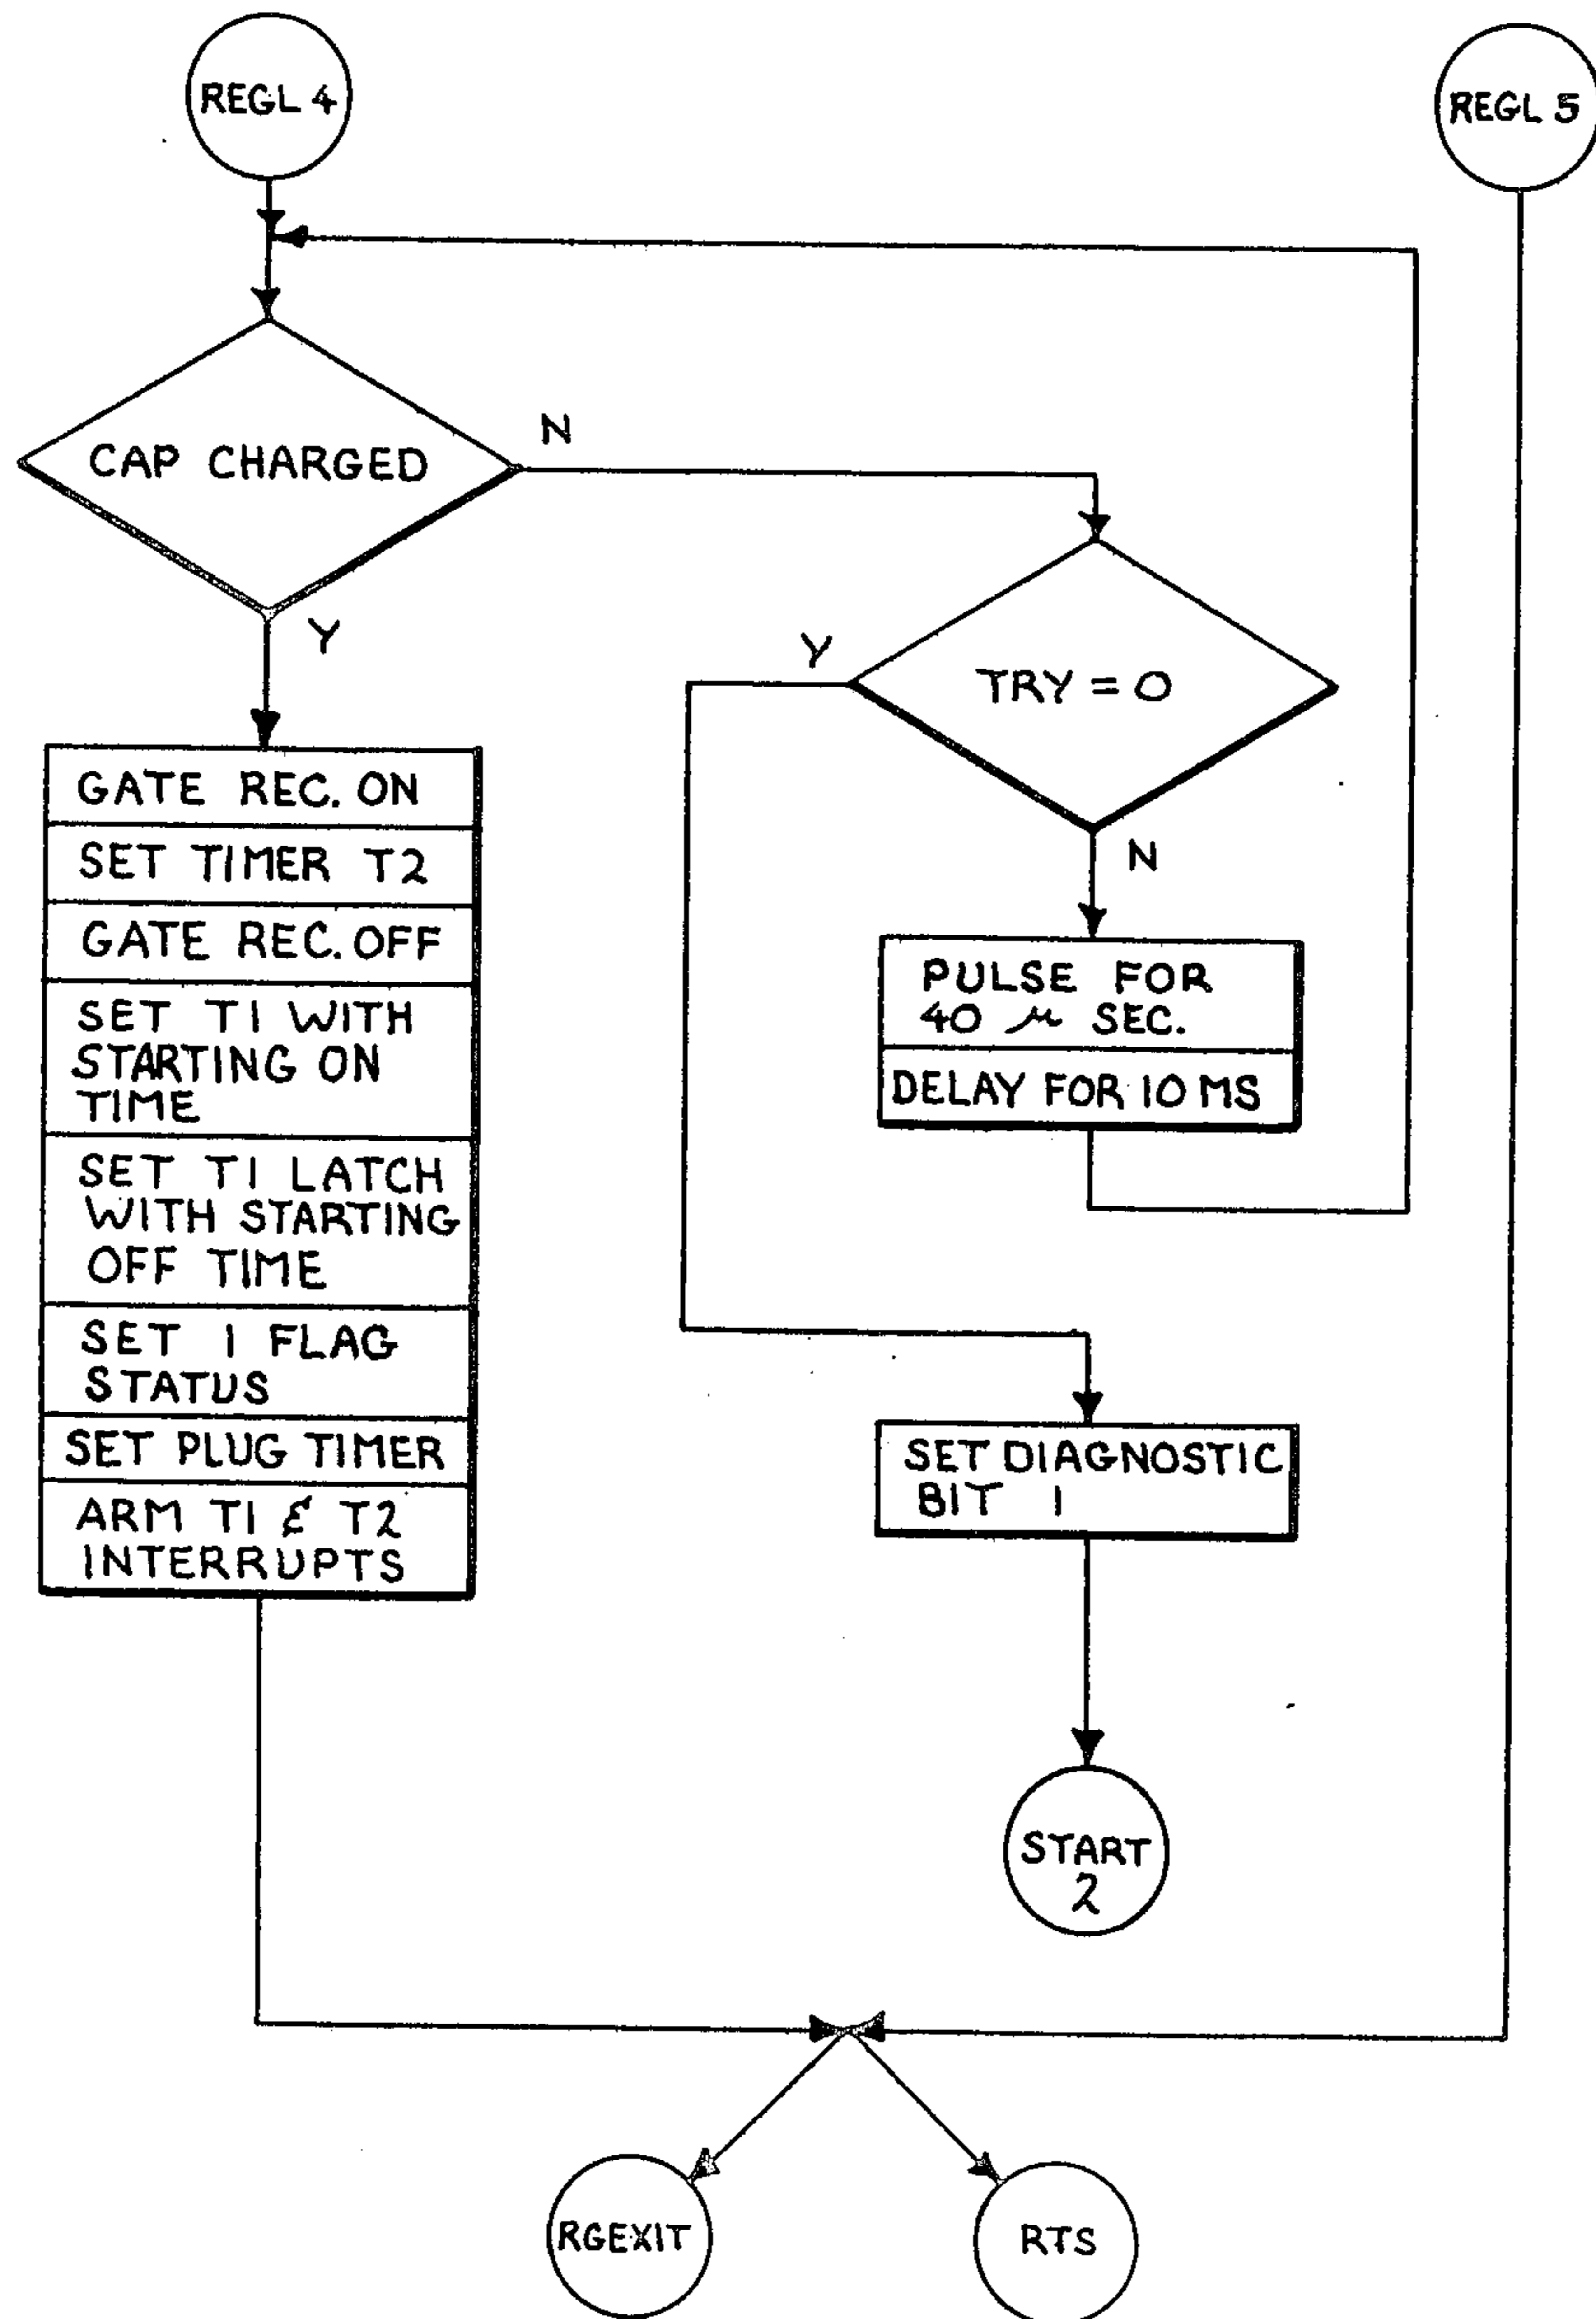 REGL 4
REGL 5
CAP CHARGED
N
Y
TRY = 0
Y
N
GATE REC. ON
SET TIMER T2
GATE REC. OFF
SET T1 WITH
STARTING ON
TIME
SET T1 LATCH
WITH STARTING
OFF TIME
SET 1 FLAG
STATUS
SET PLUG TIMER
ARM T1 & T2
INTERRUPTS
PULSE FOR
40 μ SEC.
DELAY FOR 10 MS
SET DIAGNOSTIC
BIT 1
START
2
RGEXIT
RTS